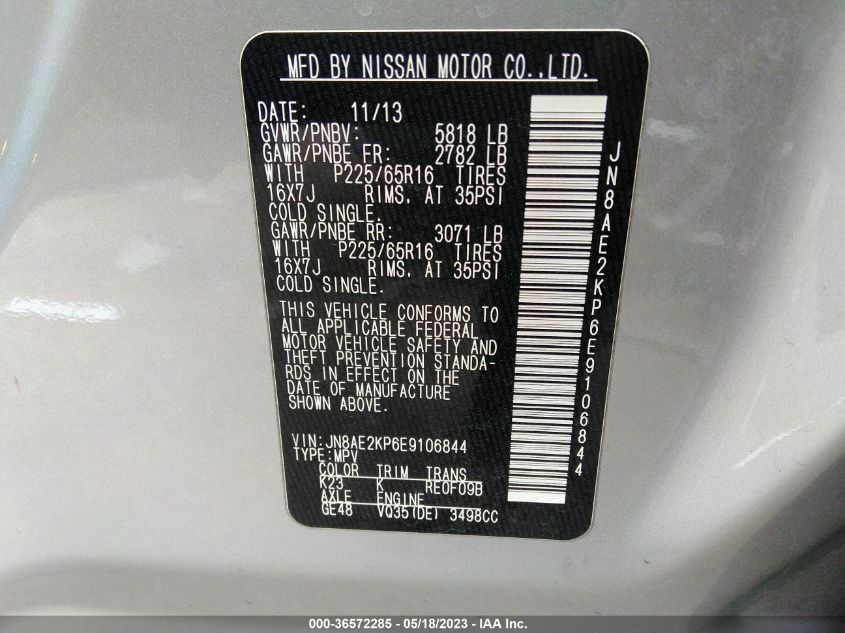 MFD BY NISSAN MOTOR CO.,LTD.
DATE: 11/13
GVWR/PNBV: 5818 LB
GAWR/PNBE FR: 2782 LB
WITH P225/65R16 TIRES
16X7J RIMS, AT 35PSI
COLD SINGLE.
GAWR/PNBE RR: 3071 LB
WITH P225/65R16 TIRES
16X7J RIMS, AT 35PSI
COLD SINGLE.
THIS VEHICLE CONFORMS TO
ALL APPLICABLE FEDERAL
MOTOR VEHICLE SAFETY AND
THEFT PREVENTION STANDA-
RDS IN EFFECT ON THE
DATE OF MANUFACTURE
SHOWN ABOVE.
VIN:JN8AE2KP6E9106844
TYPE:MPV
COLOR TRIM TRANS
K23 K RE0F09B
AXLE ENGINE
GE48 VQ35(DE) 3498CC
JN8AE2KP6E9106844
000-36572285 - 05/18/2023 - IAA Inc.